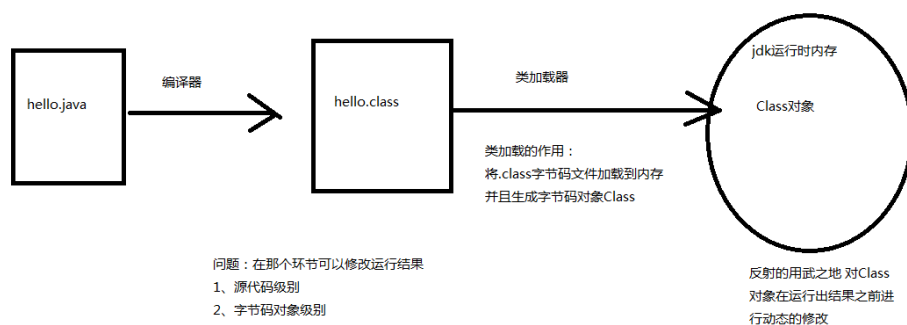 hello.java
编译器
hello.class
类加载器
类加载的作用：
将.class字节码文件加载到内存
并且生成字节码对象Class
jdk运行时内存
Class对象
问题：在那个环节可以修改运行结果
1、源代码级别
2、字节码对象级别
反射的用武之地 对Class
对象在运行出结果之前进
行动态的修改